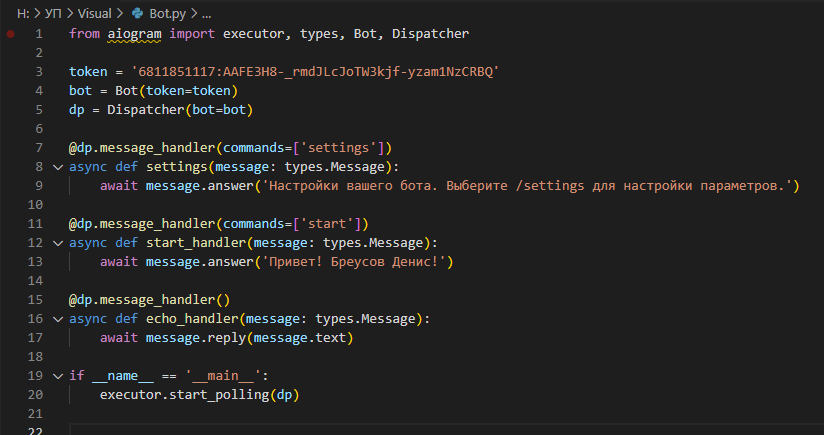 H: > УП > Visual > Bot.py > ...
1 from aiogram import executor, types, Bot, Dispatcher
2
3 token = '6811851117:AAFE3H8-_rmdJLcJoTW3kjf-yzam1NzCRBQ'
4 bot = Bot(token=token)
5 dp = Dispatcher(bot=bot)
6
7 @dp.message_handler(commands=['settings'])
8 async def settings(message: types.Message):
9     await message.answer('Настройки вашего бота. Выберите /settings для настройки параметров.')
10
11 @dp.message_handler(commands=['start'])
12 async def start_handler(message: types.Message):
13     await message.answer('Привет! Бреусов Денис!')
14
15 @dp.message_handler()
16 async def echo_handler(message: types.Message):
17     await message.reply(message.text)
18
19 if __name__ == '__main__':
20     executor.start_polling(dp)
21
22